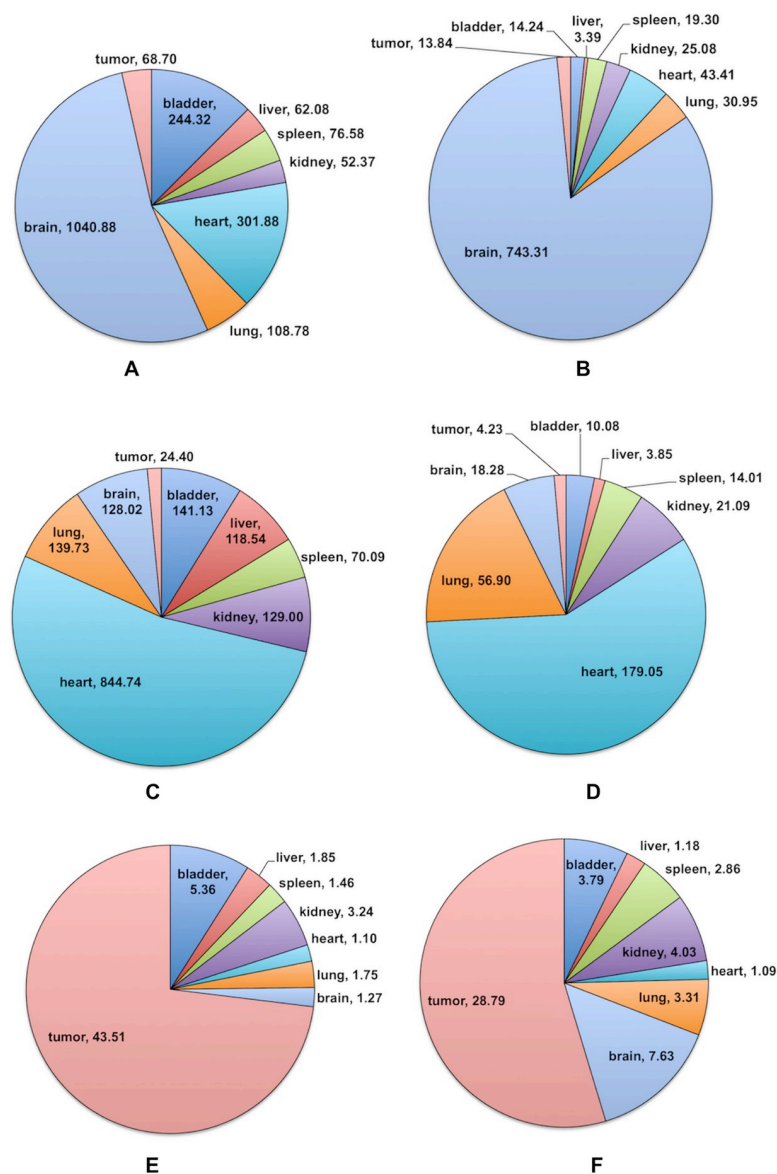 tumor, 68.70
bladder,
244.32
liver, 62.08
spleen, 76.58
kidney, 52.37
heart, 301.88
lung, 108.78
brain, 1040.88
A
bladder, 14.24
tumor, 13.84
liver,
3.39
spleen, 19.30
kidney, 25.08
heart, 43.41
lung, 30.95
brain, 743.31
B
tumor, 24.40
brain,
128.02
bladder,
141.13
liver,
118.54
spleen, 70.09
lung,
139.73
kidney, 129.00
heart, 844.74
C
tumor, 4.23
bladder, 10.08
brain, 18.28
liver, 3.85
spleen, 14.01
kidney, 21.09
lung, 56.90
heart, 179.05
D
bladder,
5.36
liver, 1.85
spleen, 1.46
kidney, 3.24
heart, 1.10
lung, 1.75
brain, 1.27
tumor, 43.51
E
bladder,
3.79
liver, 1.18
spleen, 2.86
kidney, 4.03
heart, 1.09
lung, 3.31
brain, 7.63
tumor, 28.79
F